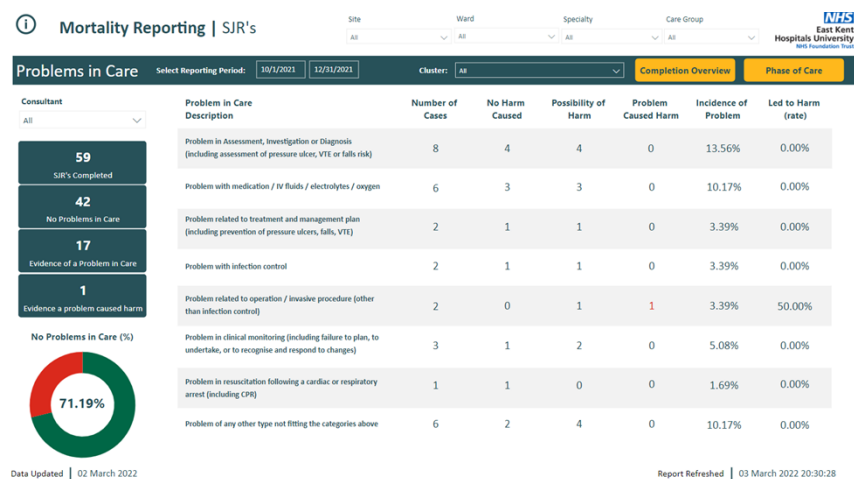 i
Mortality Reporting | SJR's
Site
All
Ward
All
Specialty
All
Care Group
All
NHS
East Kent
Hospitals University
NHS Foundation Trust
Problems in Care
Select Reporting Period:
10/1/2021
12/31/2021
Cluster:
All
Completion Overview
Phase of Care
Consultant
All
59
SJR's Completed
42
No Problems in Care
17
Evidence of a Problem in Care
1
Evidence a problem caused harm
No Problems in Care (%)
71.19%
Problem in Care
Description
Number of
Cases
No Harm
Caused
Possibility of
Harm
Problem
Caused Harm
Incidence of
Problem
Led to Harm
(rate)
Problem in Assessment, Investigation or Diagnosis
(including assessment of pressure ulcer, VTE or falls risk)
8 4 4 0 13.56% 0.00%
Problem with medication / IV fluids / electrolytes / oxygen
6 3 3 0 10.17% 0.00%
Problem related to treatment and management plan
(including prevention of pressure ulcers, falls, VTE)
2 1 1 0 3.39% 0.00%
Problem with infection control
2 1 1 0 3.39% 0.00%
Problem related to operation / invasive procedure (other
than infection control)
2 0 1 1 3.39% 50.00%
Problem in clinical monitoring (including failure to plan, to
undertake, or to recognise and respond to changes)
3 1 2 0 5.08% 0.00%
Problem in resuscitation following a cardiac or respiratory
arrest (including CPR)
1 1 0 0 1.69% 0.00%
Problem of any other type not fitting the categories above
6 2 4 0 10.17% 0.00%
Data Updated | 02 March 2022
Report Refreshed | 03 March 2022 20:30:28